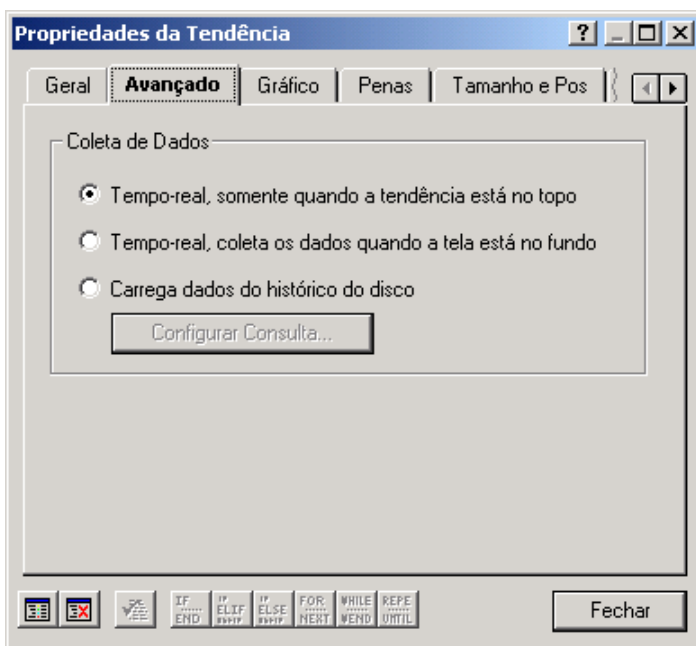 Propriedades da Tendência
Geral Avançado Gráfico Penas Tamanho e Pos
Coleta de Dados
Tempo-real, somente quando a tendência está no topo
Tempo-real, coleta os dados quando a tela está no fundo
Carrega dados do histórico do disco
Configurar Consulta...
IF END IF ELIF IF ELSE FOR NEXT WHILE WEND REPE UNTIL
Fechar